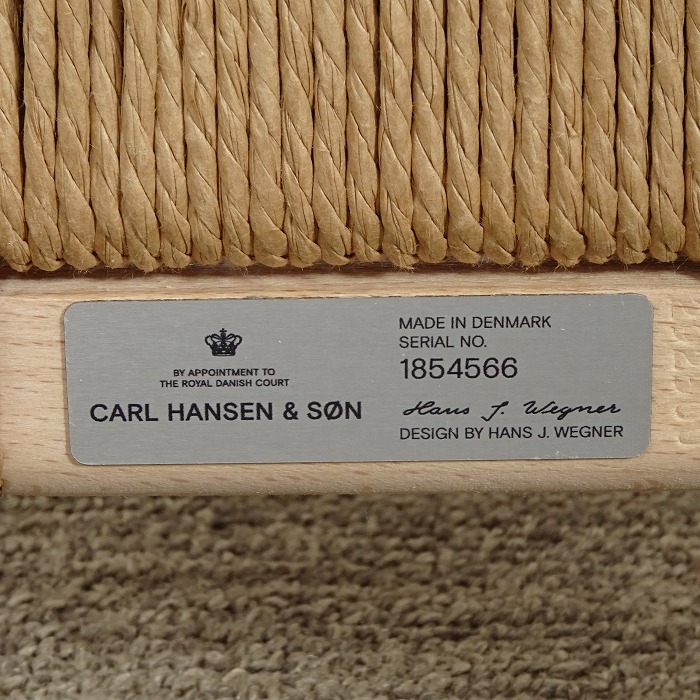 BY APPOINTMENT TO
THE ROYAL DANISH COURT
CARL HANSEN & SØN
MADE IN DENMARK
SERIAL NO.
1854566
Hans J. Wegner
DESIGN BY HANS J. WEGNER